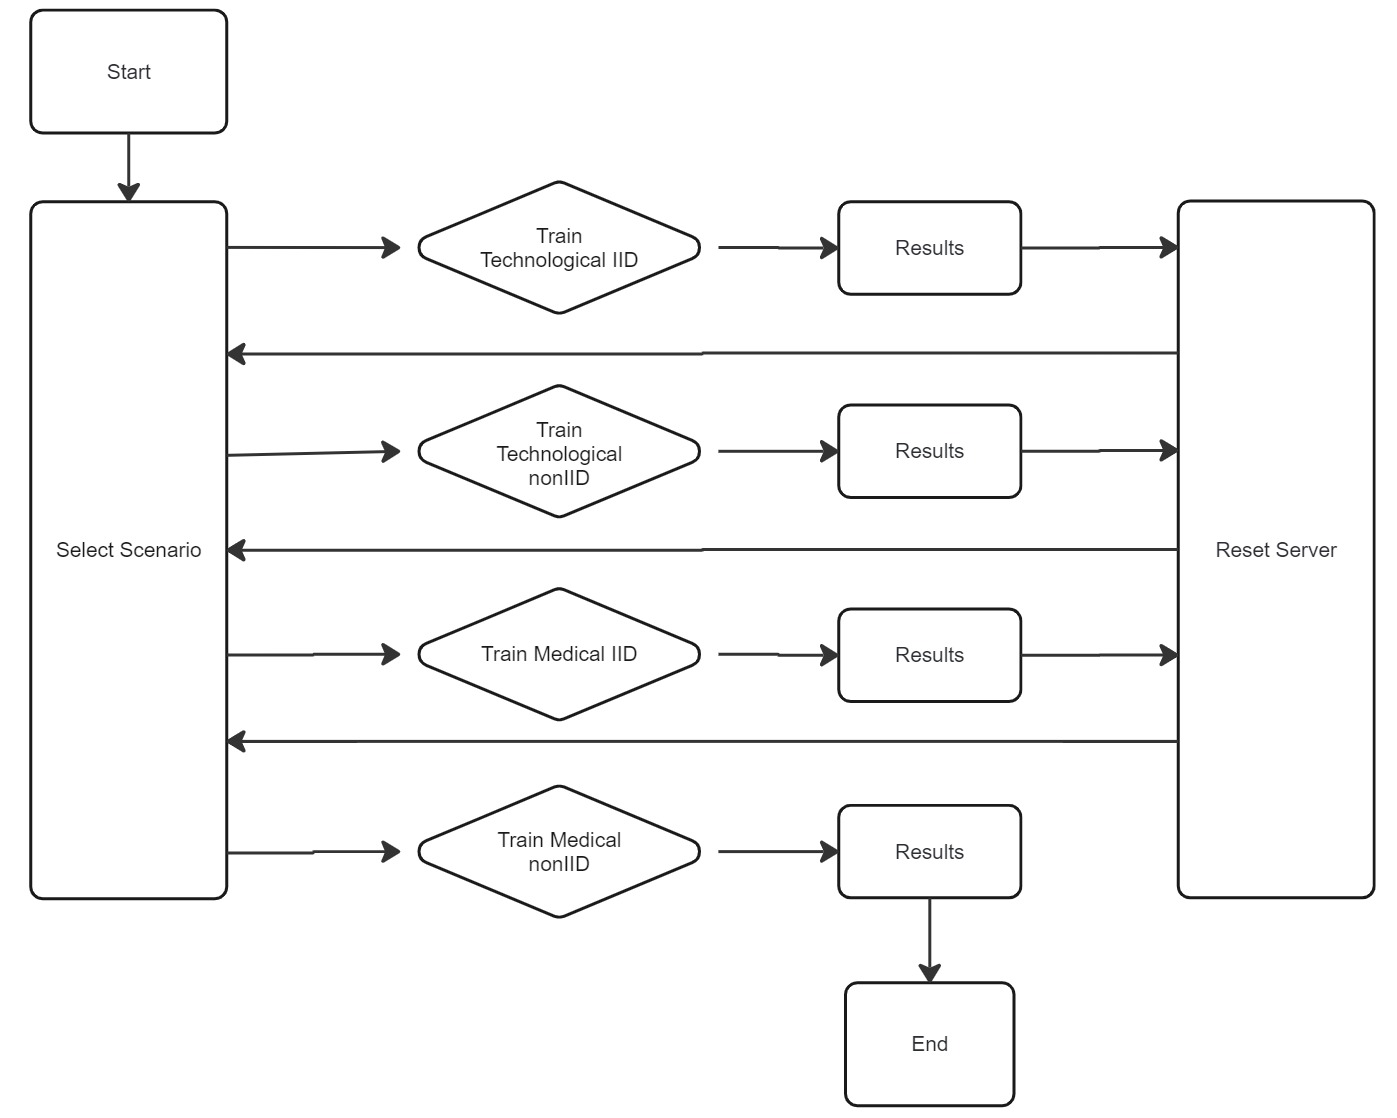 Start
Train
Technological IID
Results
Train
Technological
nonIID
Results
Select Scenario
Reset Server
Train Medical IID
Results
Train Medical
nonIID
Results
End